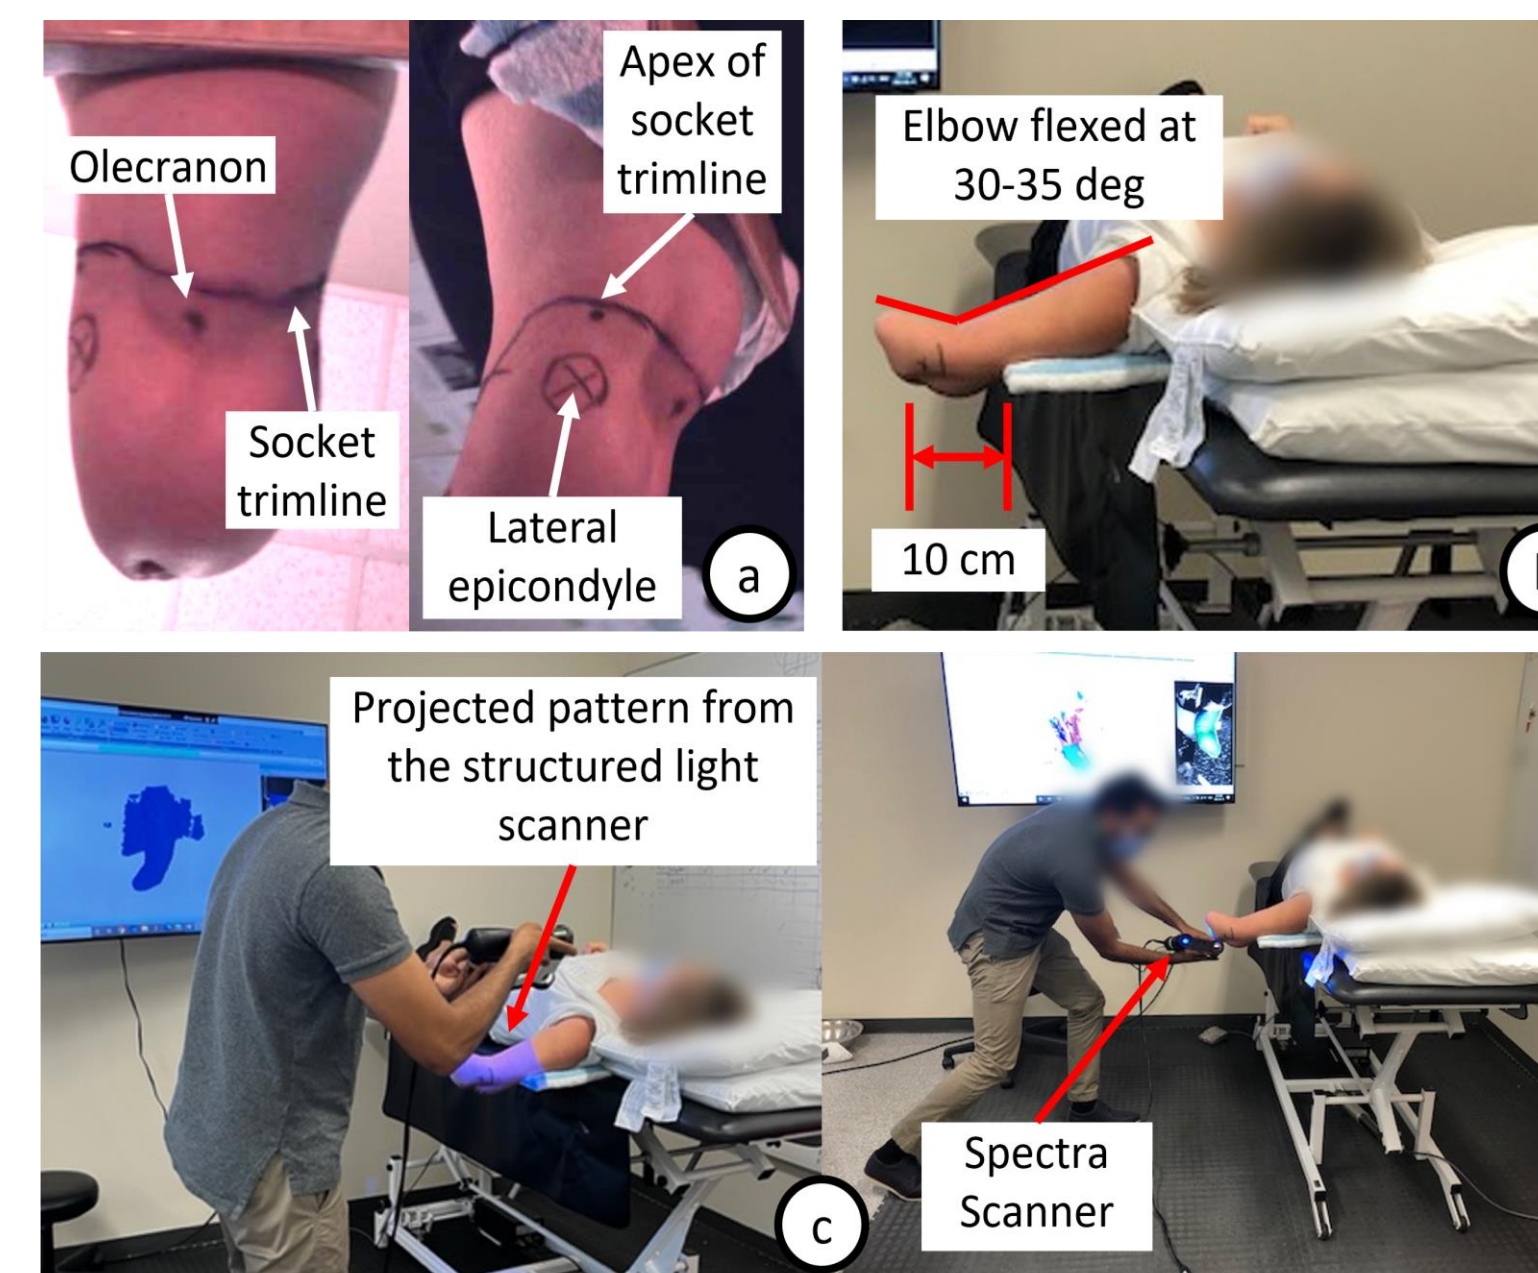 Olecranon
Socket
trimline
Apex of
socket
trimline
Lateral
epicondyle
a
Elbow flexed at
30-35 deg
10 cm
Projected pattern from
the structured light
scanner
c
Spectra
Scanner